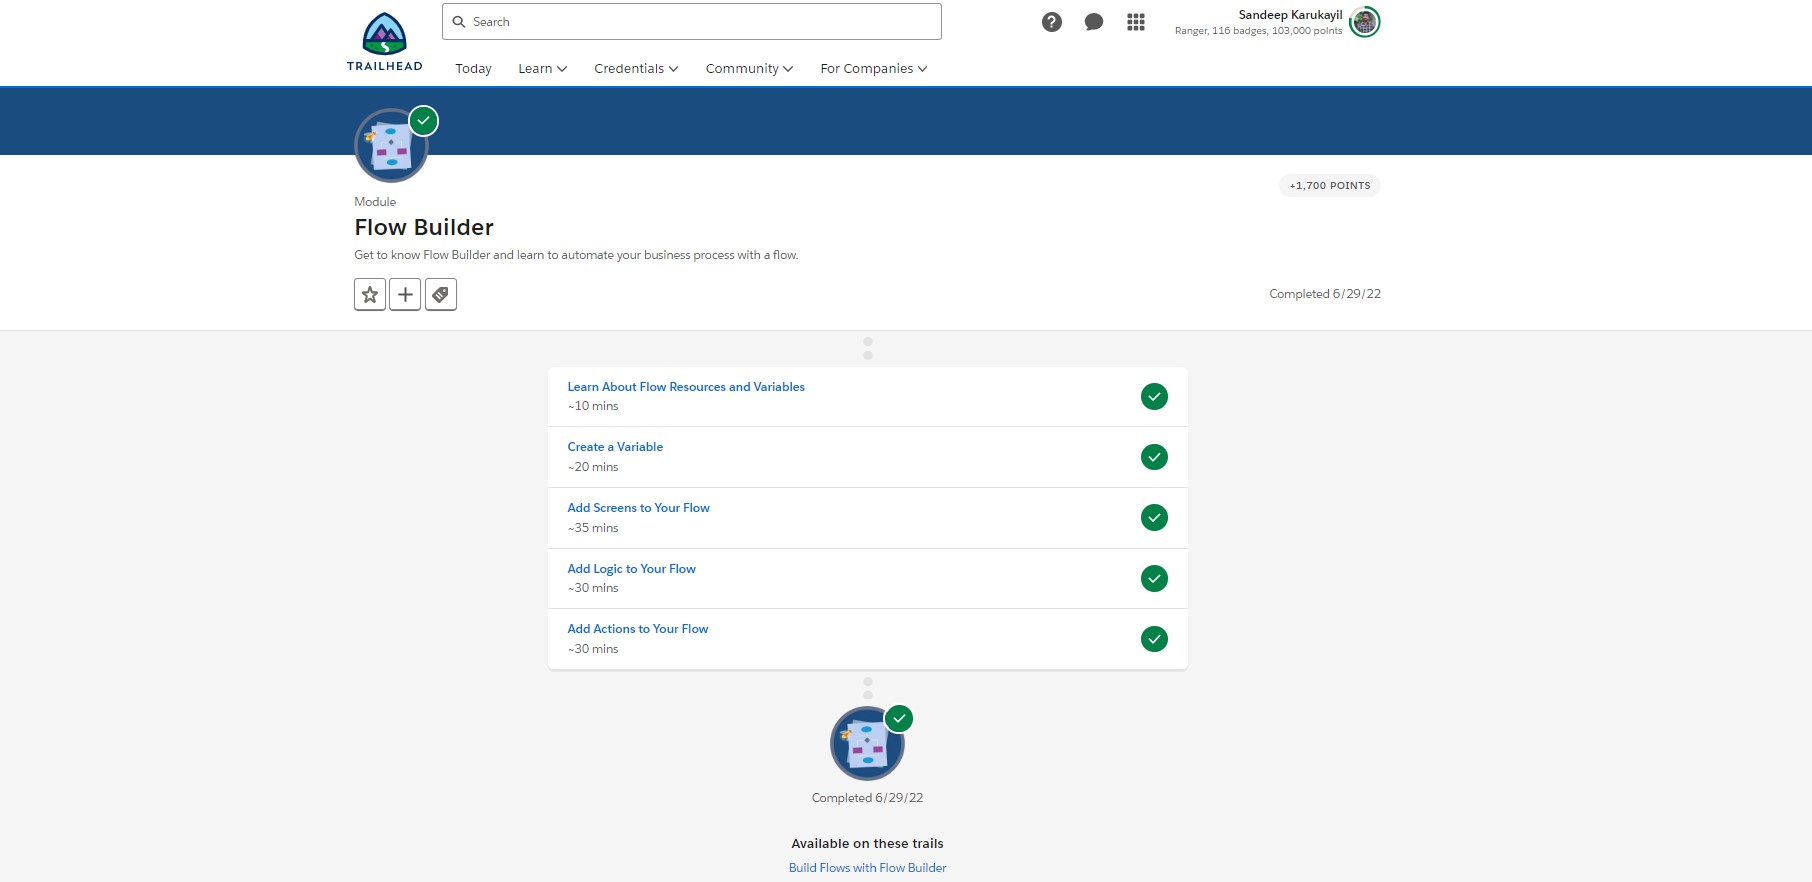 TRAILHEAD
Search
Sandeep Karukayil
Ranger, 116 badges, 103,000 points
Today
Learn
Credentials
Community
For Companies
+1,700 POINTS
Module
Flow Builder
Get to know Flow Builder and learn to automate your business process with a flow.
Completed 6/29/22
Learn About Flow Resources and Variables
~10 mins
Create a Variable
~20 mins
Add Screens to Your Flow
~35 mins
Add Logic to Your Flow
~30 mins
Add Actions to Your Flow
~30 mins
Completed 6/29/22
Available on these trails
Build Flows with Flow Builder